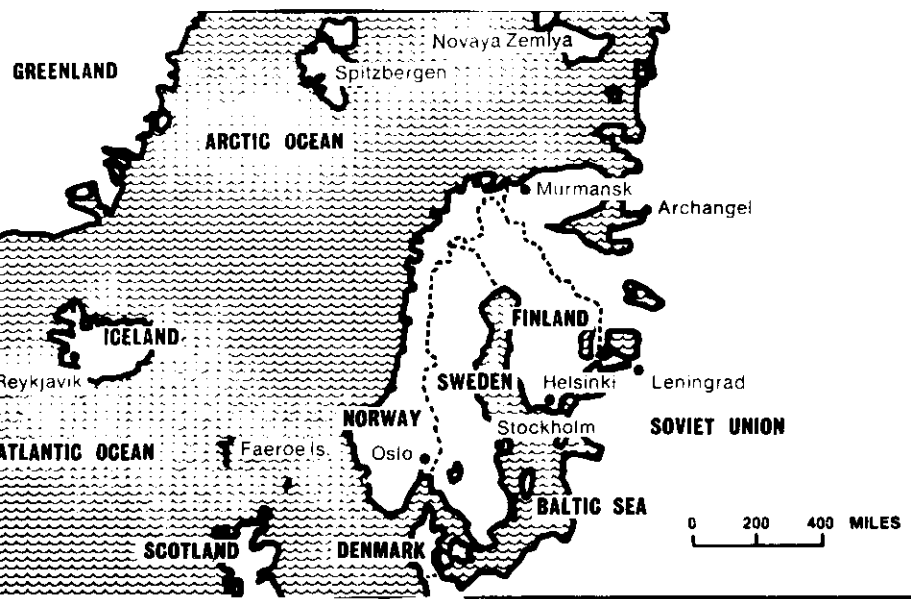 Novaya Zemlya
GREENLAND
Spitzbergen
ARCTIC OCEAN
Murmansk
Archangel
ICELAND
FINLAND
Reykjavik
SWEDEN
Helsinki
Leningrad
NORWAY
Stockholm
SOVIET UNION
ATLANTIC OCEAN
Faeroe Is.
Oslo
BALTIC SEA
0 200 400 MILES
SCOTLAND
DENMARK